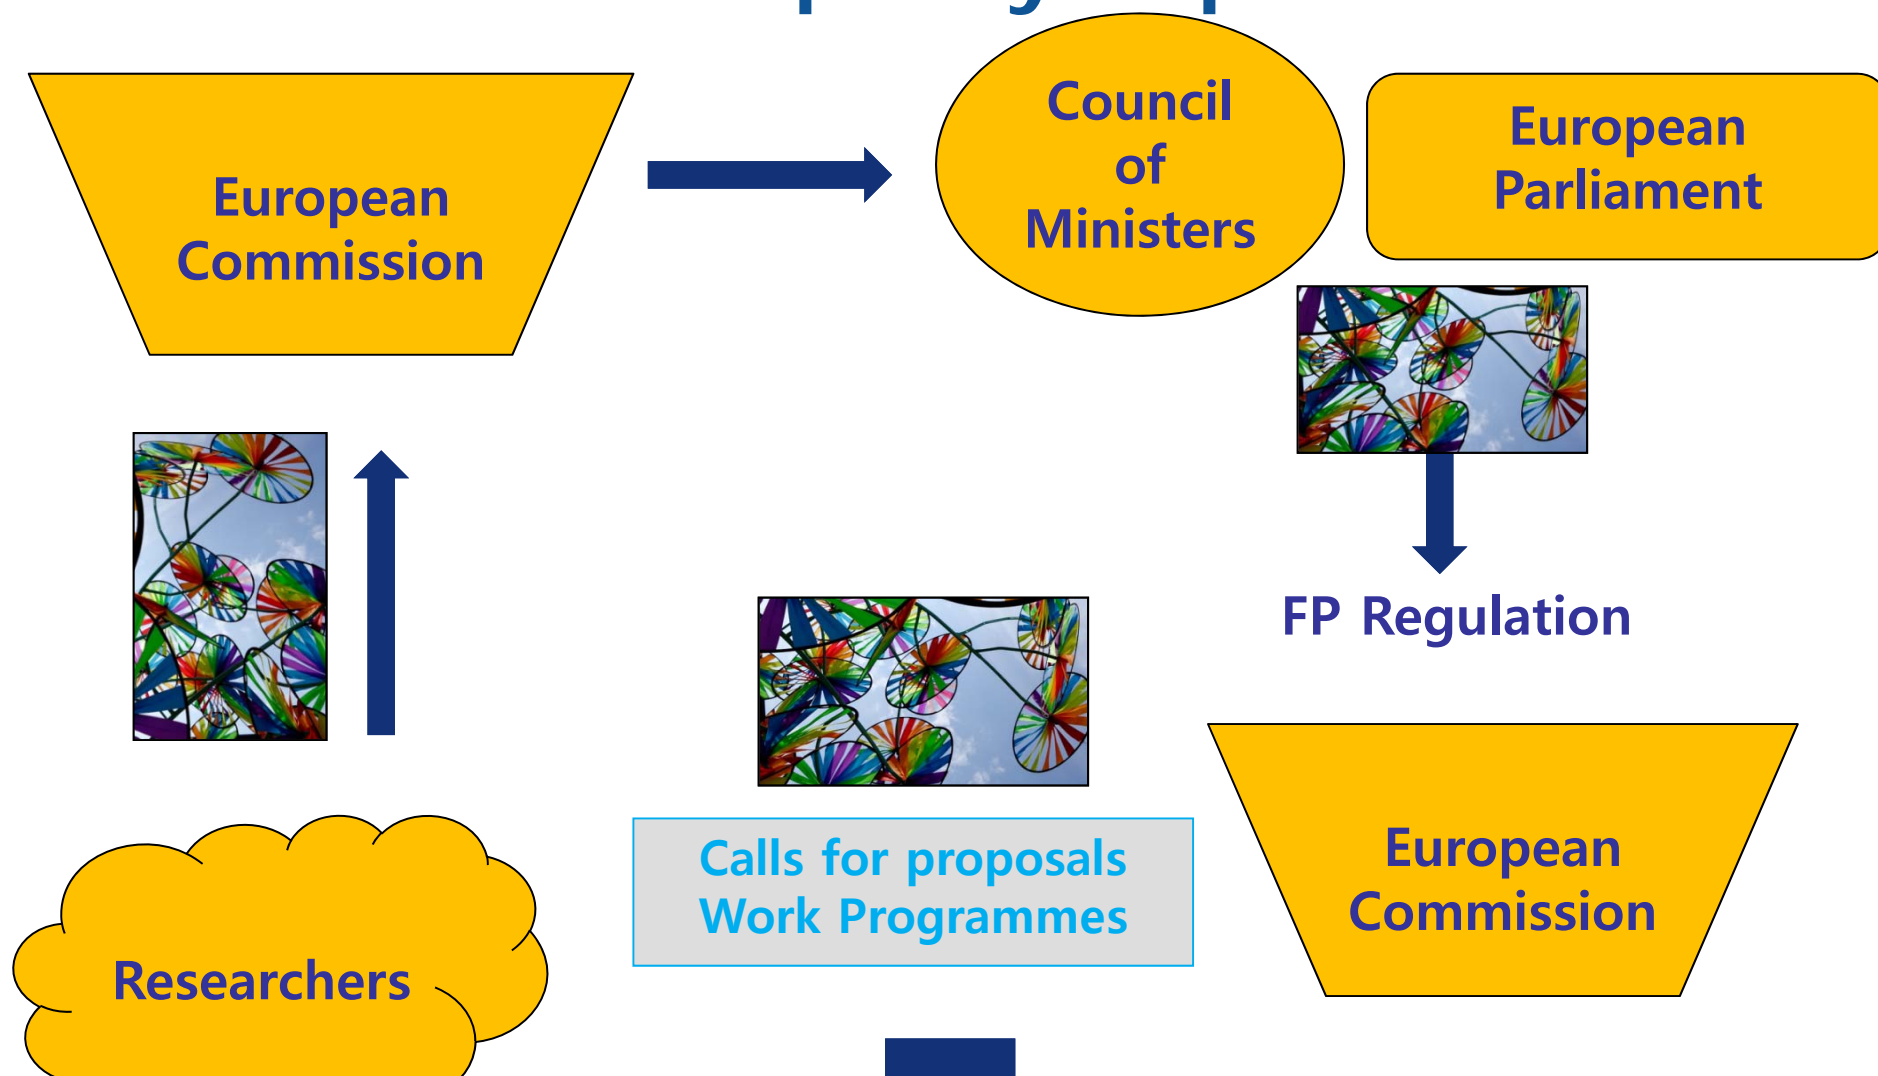 European
Commission
Council
of
Ministers
European
Parliament
FP Regulation
Calls for proposals
Work Programmes
European
Commission
Researchers